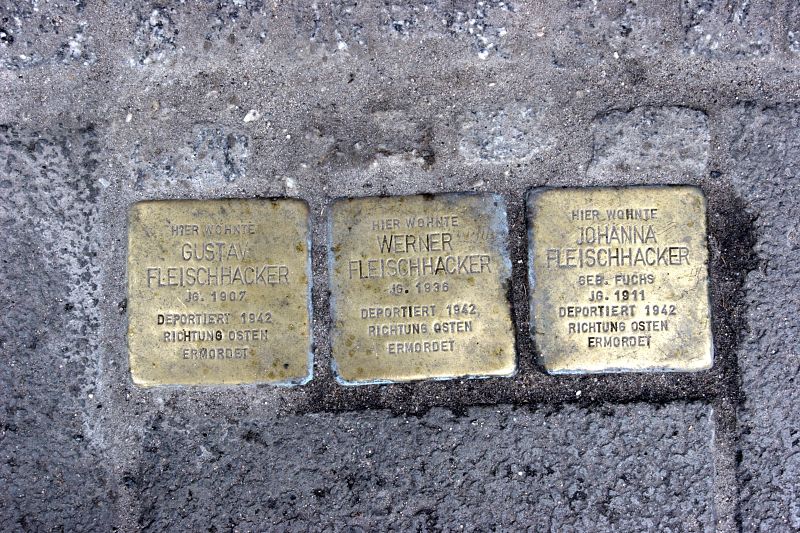 HIER WOHNTE
GUSTAV
FLEISCHHACKER
JG. 1907
DEPORTIERT 1942
RICHTUNG OSTEN
ERMORDET
HIER WOHNTE
WERNER
FLEISCHHACKER
JG. 1936
DEPORTIERT 1942
RICHTUNG OSTEN
ERMORDET
HIER WOHNTE
JOHANNA
FLEISCHHACKER
GEB. FUCHS
JG. 1911
DEPORTIERT 1942
RICHTUNG OSTEN
ERMORDET